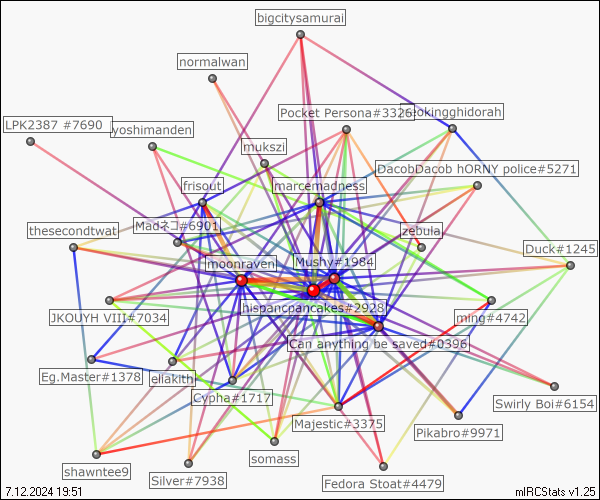 bigcitysamurai
normalwan
Pocket Persona#3326
eokingghidorah
LPK2387 #7690
yoshimanden
mukszi
DacobDacob hORNY police#5271
frisout
marcemadness
thesecondtwat
Madネコ#6901
zebula
Duck#1245
moonraven
Mushy#1984
hispancpancakes#2928
JKOUYH VIII#7034
ming#4742
Can anything be saved#0396
Eg.Master#1378
eliakith
Cypha#1717
Swirly Boi#6154
Majestic#3375
Pikabro#9971
shawntee9
somass
Silver#7938
Fedora Stoat#4479
7.12.2024 19:51
mIRCStats v1.25